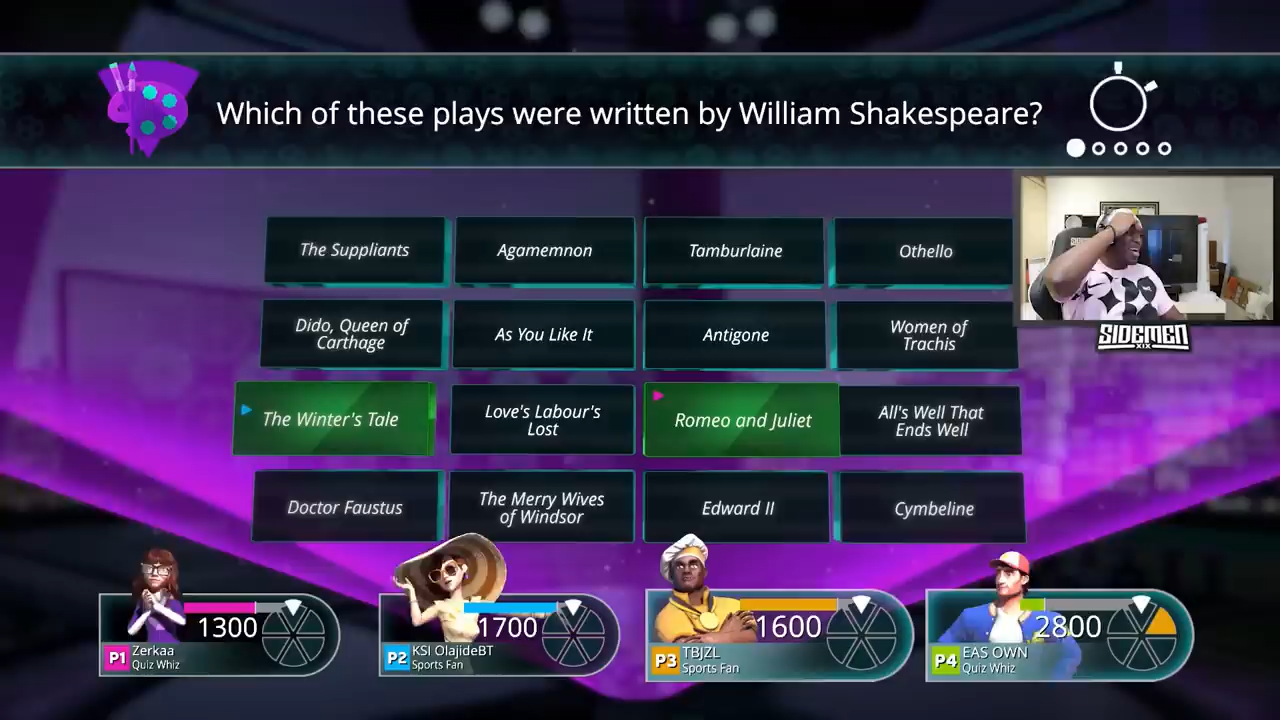 Which of these plays were written by William Shakespeare?
The Suppliants
Agamemnon
Tamburlaine
Othello
Dido, Queen of
Carthage
As You Like It
Antigone
Women of
Trachis
SIDEMEN
XIX
The Winter's Tale
Love's Labour's
Lost
Romeo and Juliet
All's Well That
Ends Well
Doctor Faustus
The Merry Wives
of Windsor
Edward II
Cymbeline
1300
P1 Zerkaa
Quiz Whiz
1700
P2 KSI OlajideBT
Sports Fan
1600
P3 TBJZL
Sports Fan
2800
P4 EAS OWN
Quiz Whiz